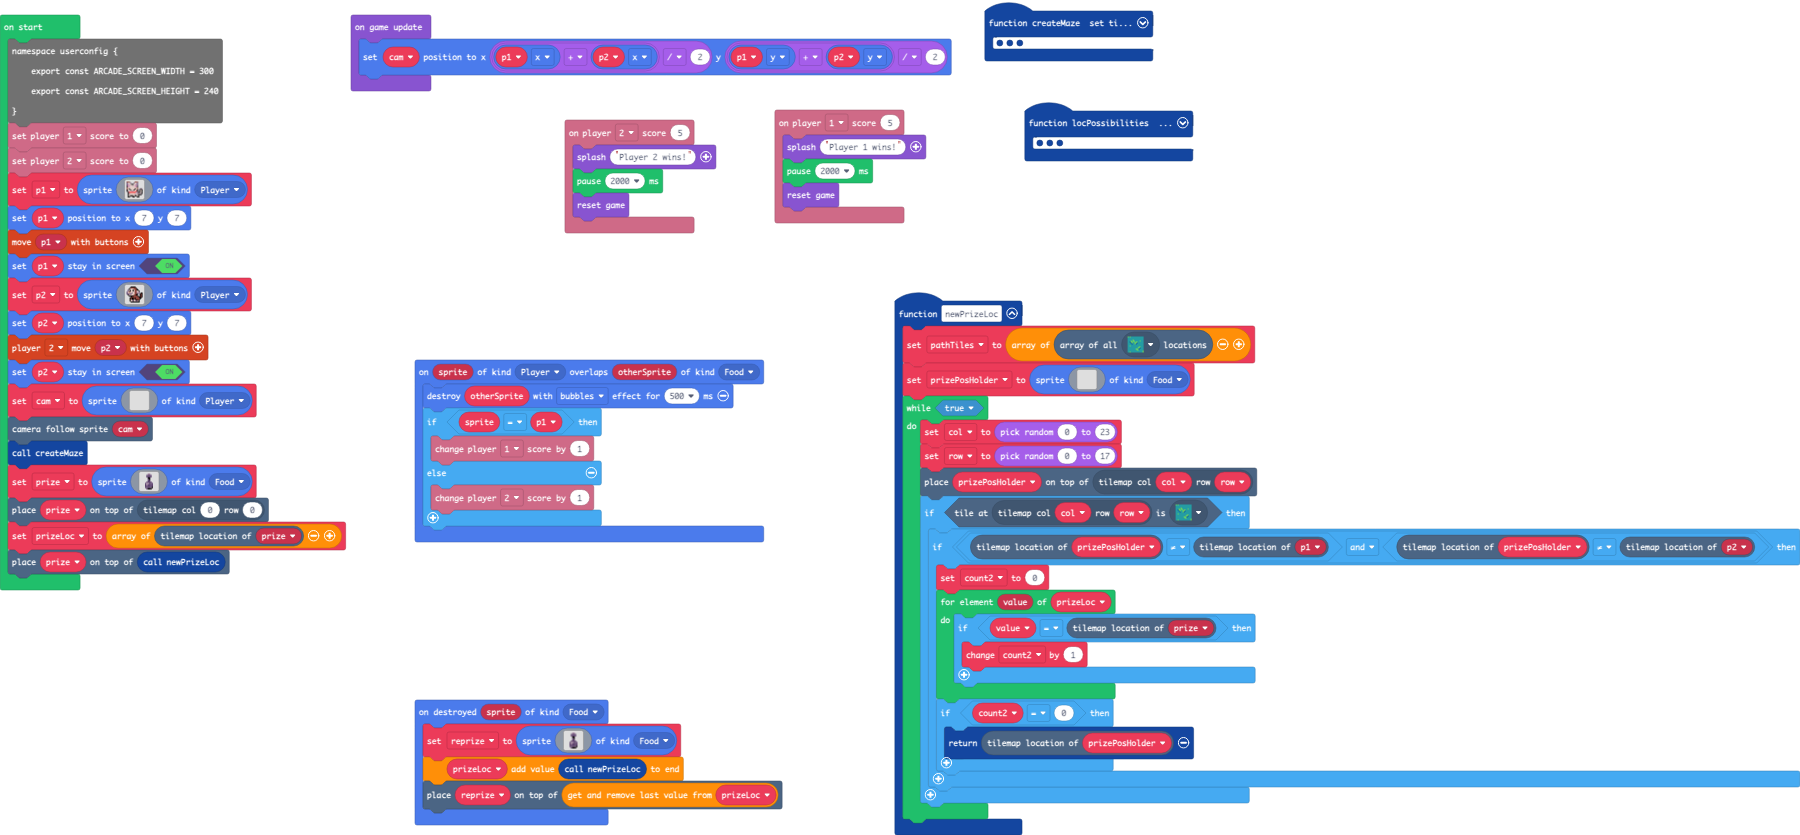 on start
namespace userconfig {
export const ARCADE_SCREEN_WIDTH = 300
export const ARCADE_SCREEN_HEIGHT = 240
}
set player 1 score to 0
set player 2 score to 0
set p1 to sprite of kind Player
set p1 position to x 7 y 7
move p1 with buttons
set p1 stay in screen ON
set p2 to sprite of kind Player
set p2 position to x 7 y 7
player 2 move p2 with buttons
set p2 stay in screen ON
set cam to sprite of kind Player
camera follow sprite cam
call createMaze
set prize to sprite of kind Food
place prize on top of tilemap col 0 row 0
set prizeLoc to array of tilemap location of prize
place prize on top of call newPrizeLoc
on game update
set cam position to x p1 x + p2 x / 2 y p1 y + p2 y / 2
on player 2 score 5
splash "Player 2 wins!"
pause 2000 ms
reset game
on player 1 score 5
splash "Player 1 wins!"
pause 2000 ms
reset game
function createMaze set ti...
function locPossibilities ...
on sprite of kind Player overlaps otherSprite of kind Food
destroy otherSprite with bubbles effect for 500 ms
if sprite = p1 then
change player 1 score by 1
else
change player 2 score by 1
on destroyed sprite of kind Food
set reprize to sprite of kind Food
prizeLoc add value call newPrizeLoc to end
place reprize on top of get and remove last value from prizeLoc
function newPrizeLoc
set pathTiles to array of array of all locations
set prizePosHolder to sprite of kind Food
while true
do set col to pick random 0 to 23
set row to pick random 0 to 17
place prizePosHolder on top of tilemap col col row row
if tile at tilemap col col row row is then
if tilemap location of prizePosHolder ≠ tilemap location of p1 and tilemap location of prizePosHolder ≠ tilemap location of p2 then
set count2 to 0
for element value of prizeLoc
do if value = tilemap location of prize then
change count2 by 1
if count2 = 0 then
return tilemap location of prizePosHolder